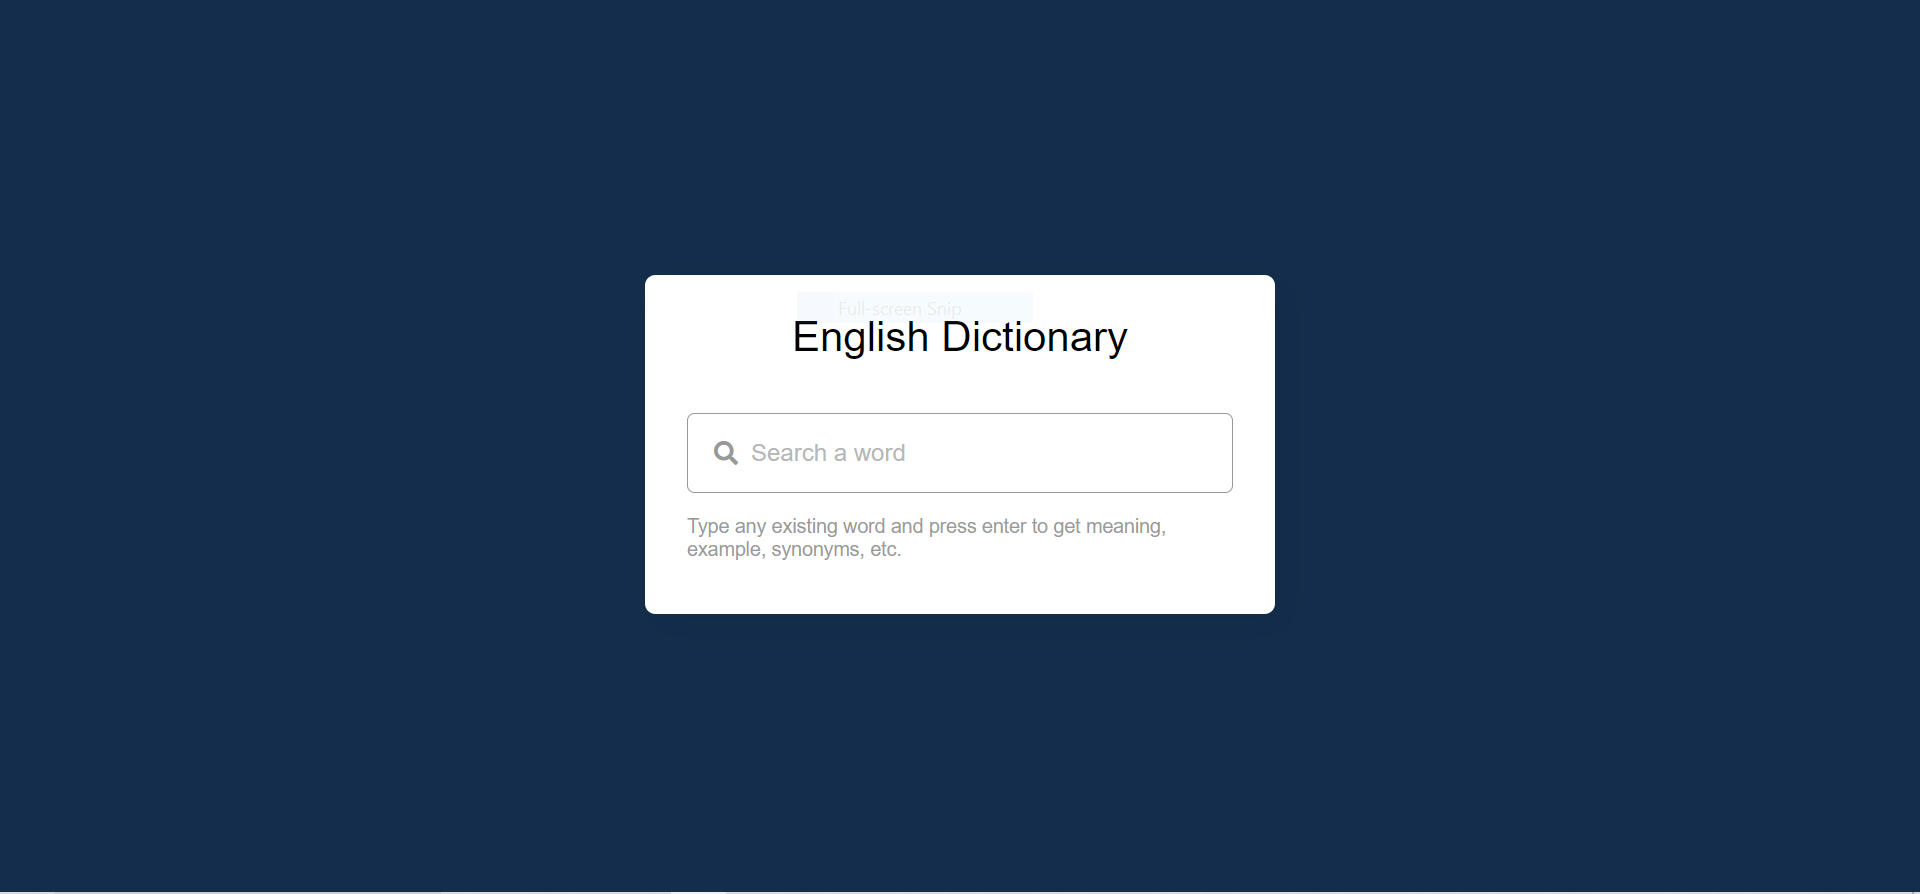 Full-screen Snip
English Dictionary
Search a word
Type any existing word and press enter to get meaning,
example, synonyms, etc.